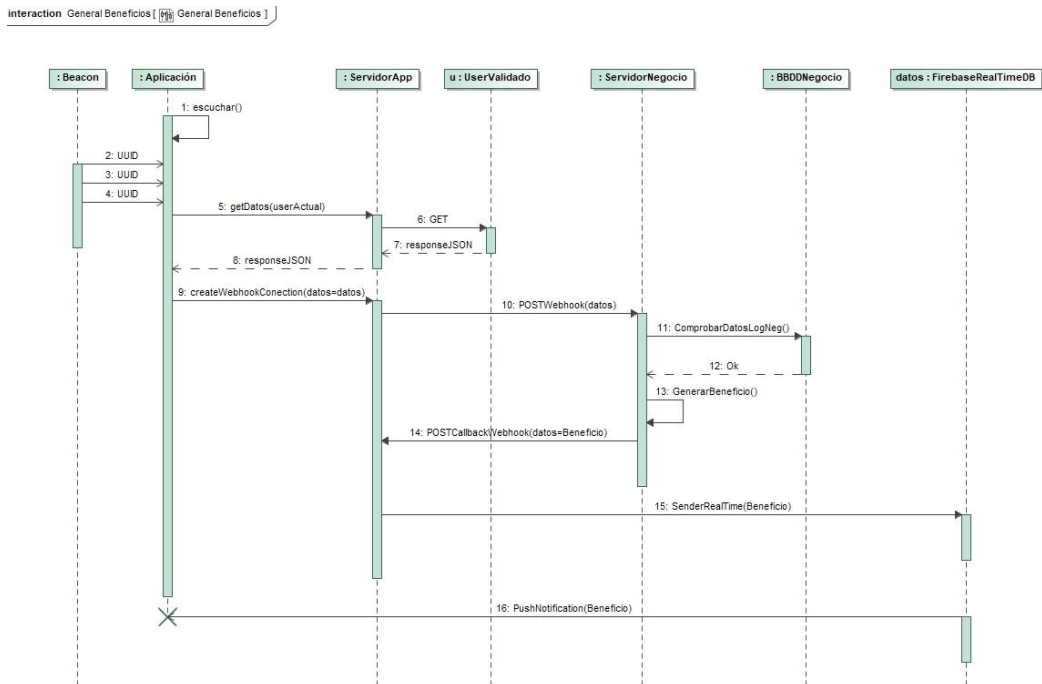 interaction General Beneficios [ General Beneficios ]
: Beacon
: Aplicación
: ServidorApp
u : UserValidado
: ServidorNegocio
: BBDDNegocio
datos : FirebaseRealTimeDB
1: escuchar()
2: UUID
3: UUID
4: UUID
5: getDatos(userActual)
6: GET
7: responseJSON
8: responseJSON
9: createWebhookConection(datos=datos)
10: POSTWebhook(datos)
11: ComprobarDatosLogNeg()
12: Ok
13: GenerarBeneficio()
14: POSTCallbackWebhook(datos=Beneficio)
15: SenderRealTime(Beneficio)
16: PushNotification(Beneficio)